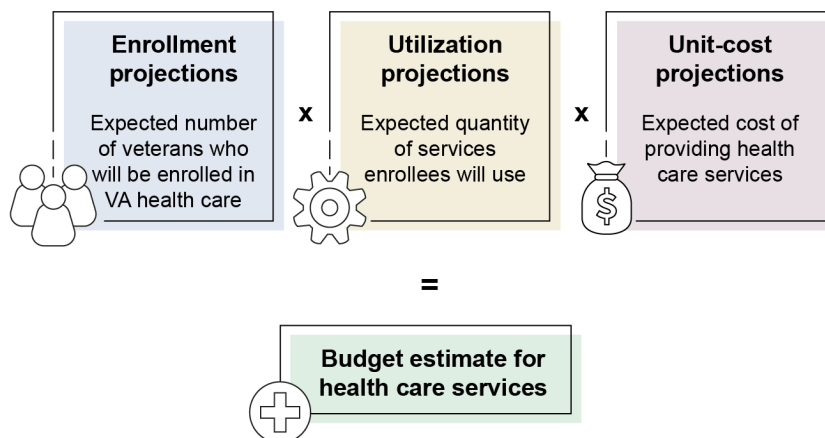 Enrollment
projections
Expected number
of veterans who
will be enrolled in
VA health care
x
Utilization
projections
Expected quantity
of services
enrollees will use
x
Unit-cost
projections
Expected cost of
providing health
care services
$
=
Budget estimate for
health care services